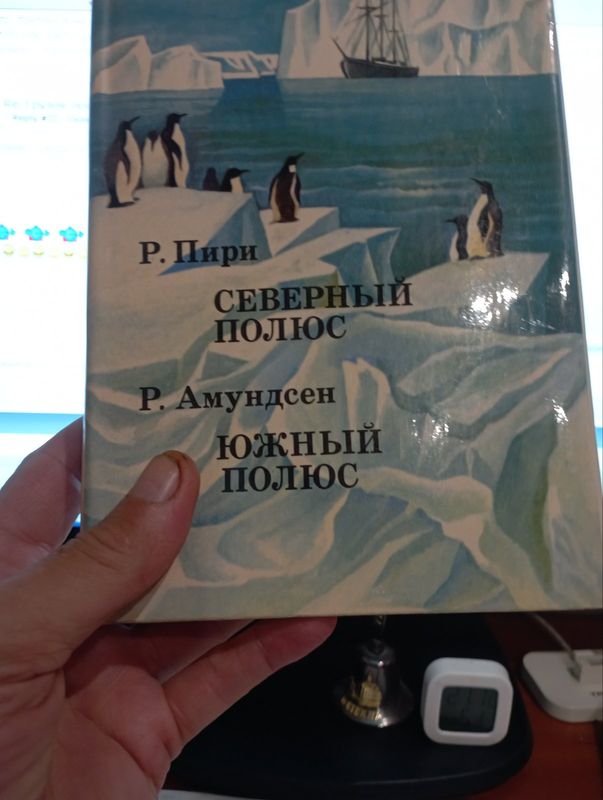 Р. Пири
СЕВЕРНЫЙ
ПОЛЮС
Р. Амундсен
ЮЖНЫЙ
ПОЛЮС